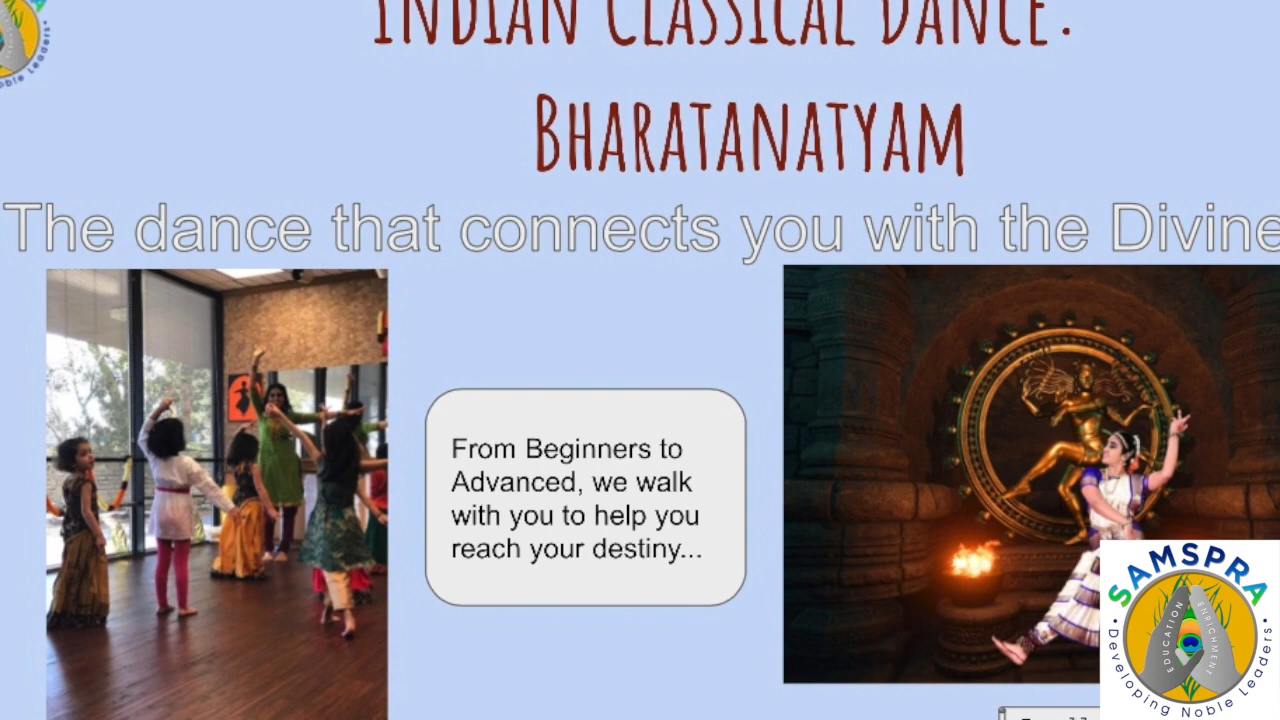 INDIAN CLASSICAL DANCE:
BHARATANATYAM
The dance that connects you with the Divine
From Beginners to
Advanced, we walk
with you to help you
reach your destiny...
SAMSPRA
EDUCATION
ENRICHMENT
• Developing Noble Leaders •